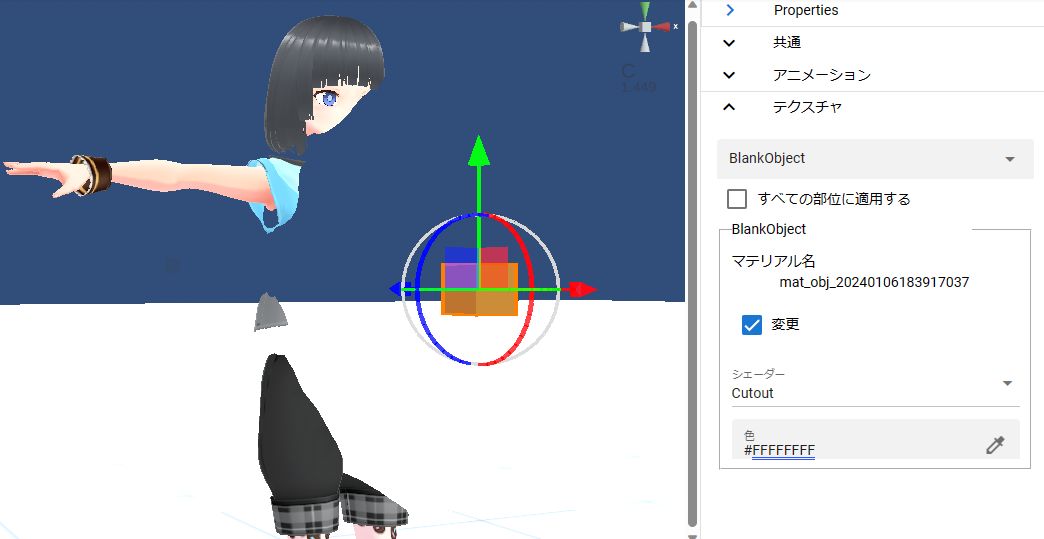 Properties
共通
アニメーション
テクスチャ
BlankObject
すべての部位に適用する
BlankObject
マテリアル名
mat_obj_20240106183917037
変更
シェーダー
Cutout
色
#FFFFFFFF
x
C
1.449